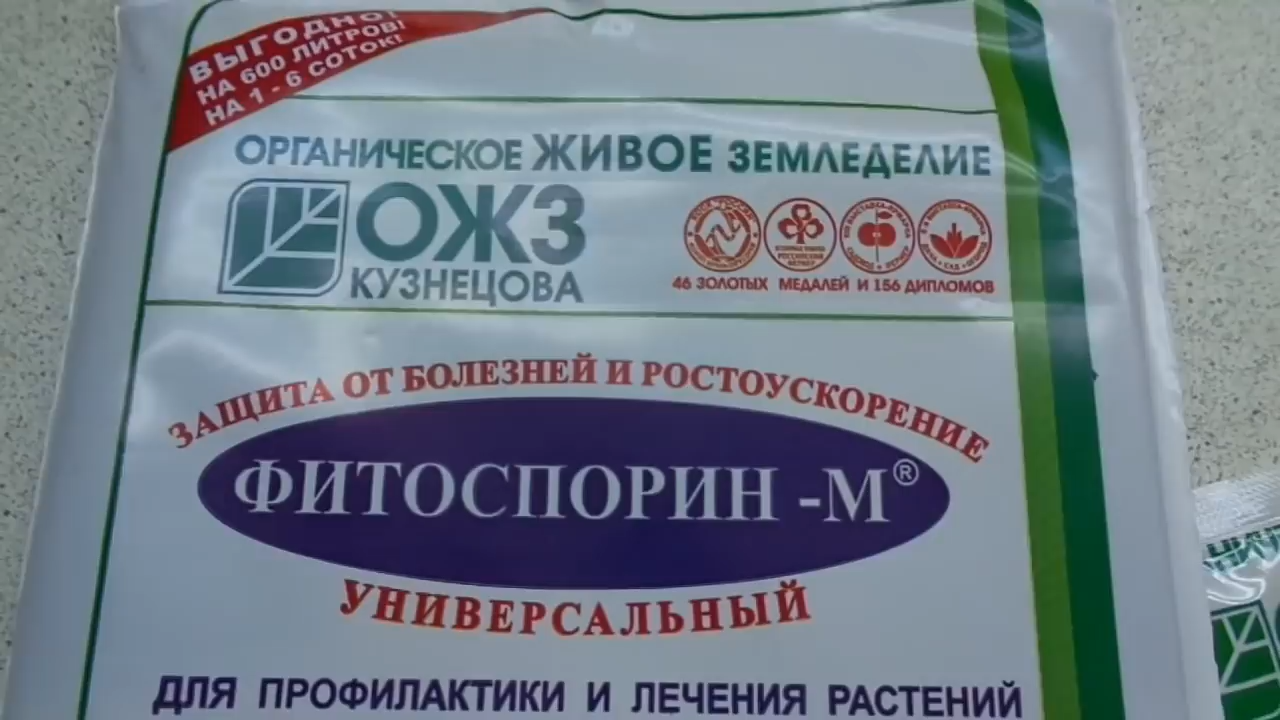 ВЫГОДНО!
НА 600 ЛИТРОВ!
НА 1 - 6 СОТОК!
ОРГАНИЧЕСКОЕ ЖИВОЕ ЗЕМЛЕДЕЛИЕ
ОЖЗ
КУЗНЕЦОВА
46 ЗОЛОТЫХ МЕДАЛЕЙ И 156 ДИПЛОМОВ
ЗАЩИТА ОТ БОЛЕЗНЕЙ И РОСТОУСКОРЕНИЕ
ФИТОСПОРИН -М®
УНИВЕРСАЛЬНЫЙ
ДЛЯ ПРОФИЛАКТИКИ И ЛЕЧЕНИЯ РАСТЕНИЙ